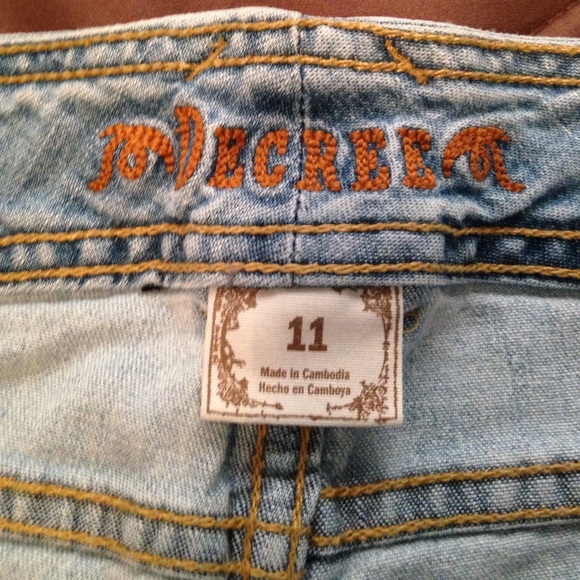 DECREE
11
Made in Cambodia
Hecho en Camboya